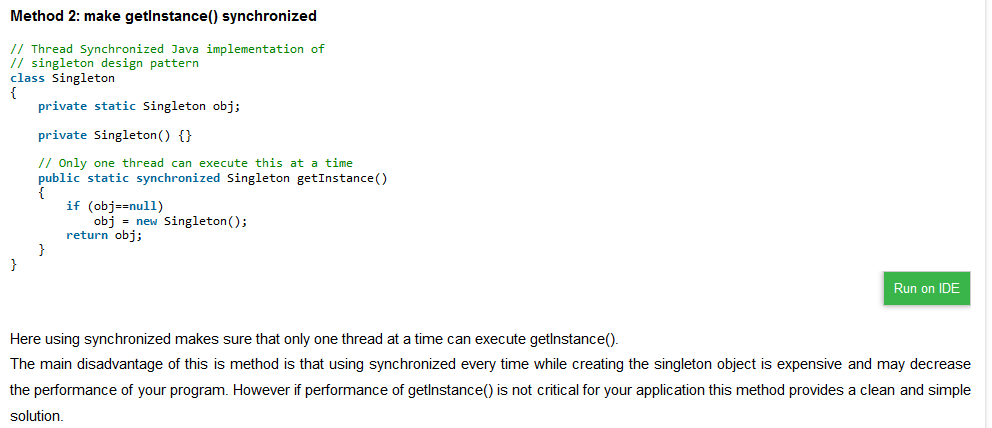 Method 2: make getInstance() synchronized
// Thread Synchronized Java implementation of
// singleton design pattern
class Singleton
{
    private static Singleton obj;
    private Singleton() {}
    // Only one thread can execute this at a time
    public static synchronized Singleton getInstance()
    {
        if (obj==null)
            obj = new Singleton();
        return obj;
    }
}
Run on IDE
Here using synchronized makes sure that only one thread at a time can execute getInstance().
The main disadvantage of this is method is that using synchronized every time while creating the singleton object is expensive and may decrease
the performance of your program. However if performance of getInstance() is not critical for your application this method provides a clean and simple
solution.